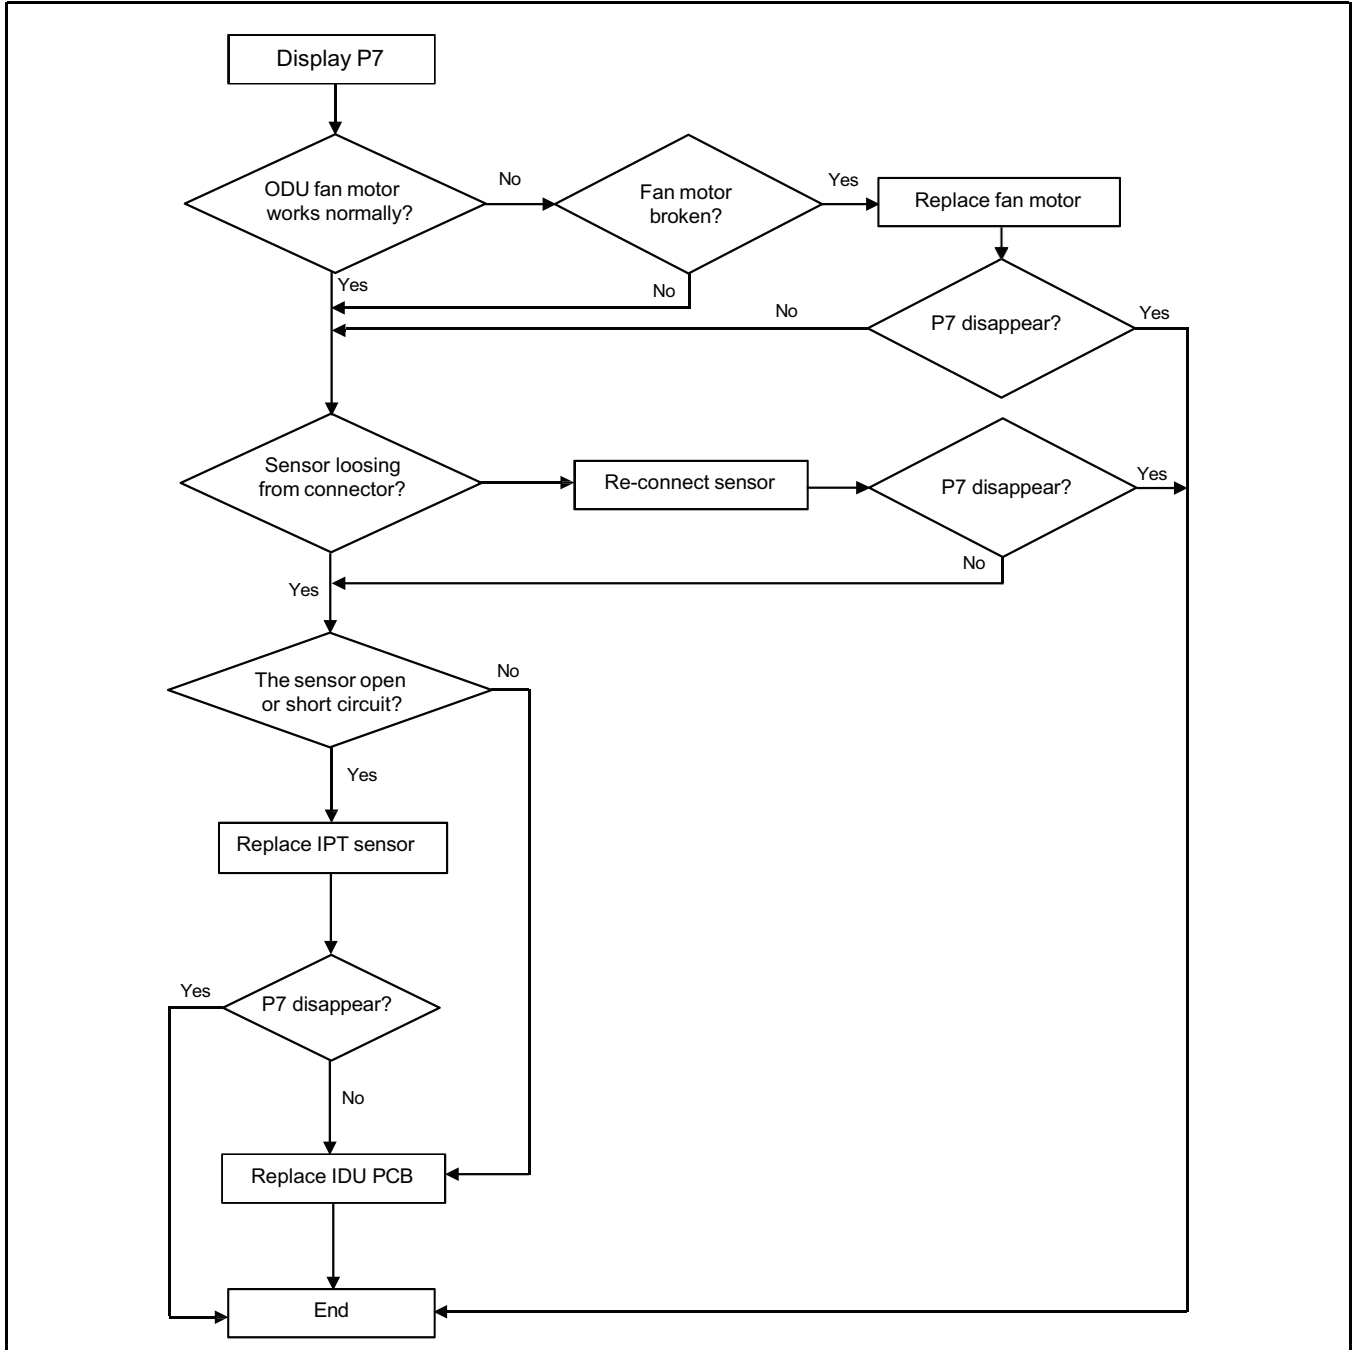 Display P7
ODU fan motor
works normally?
No
Fan motor
broken?
Yes
Replace fan motor
Yes
No
No
P7 disappear?
Yes
Sensor loosing
from connector?
Re-connect sensor
P7 disappear?
Yes
No
Yes
The sensor open
or short circuit?
No
Yes
Replace IPT sensor
Yes
P7 disappear?
No
Replace IDU PCB
End